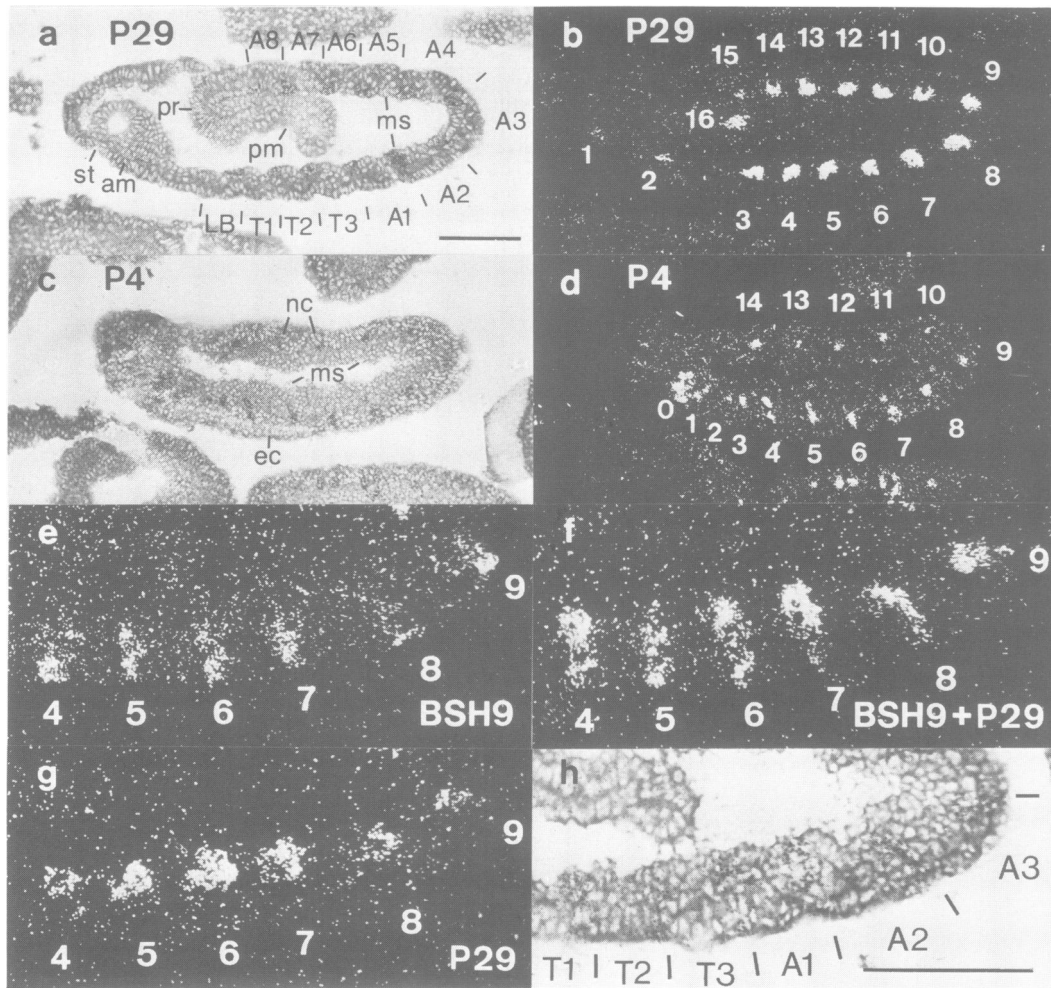 a P29
A8 A7 A6 A5 A4
A3
pr
pm
ms
st am
A2
LB T1 T2 T3 A1
b P29
15 14 13 12 11 10
9
16
1
2
8
3 4 5 6 7
c P4
nc
ms
ec
d P4
14 13 12 11 10
9
0 1 2 3 4 5 6 7 8
e
9
8
4 5 6 7
BSH9
f
9
8
4 5 6 7
BSH9+P29
g
9
8
4 5 6 7
P29
h
A3
A2
T1 T2 T3 A1